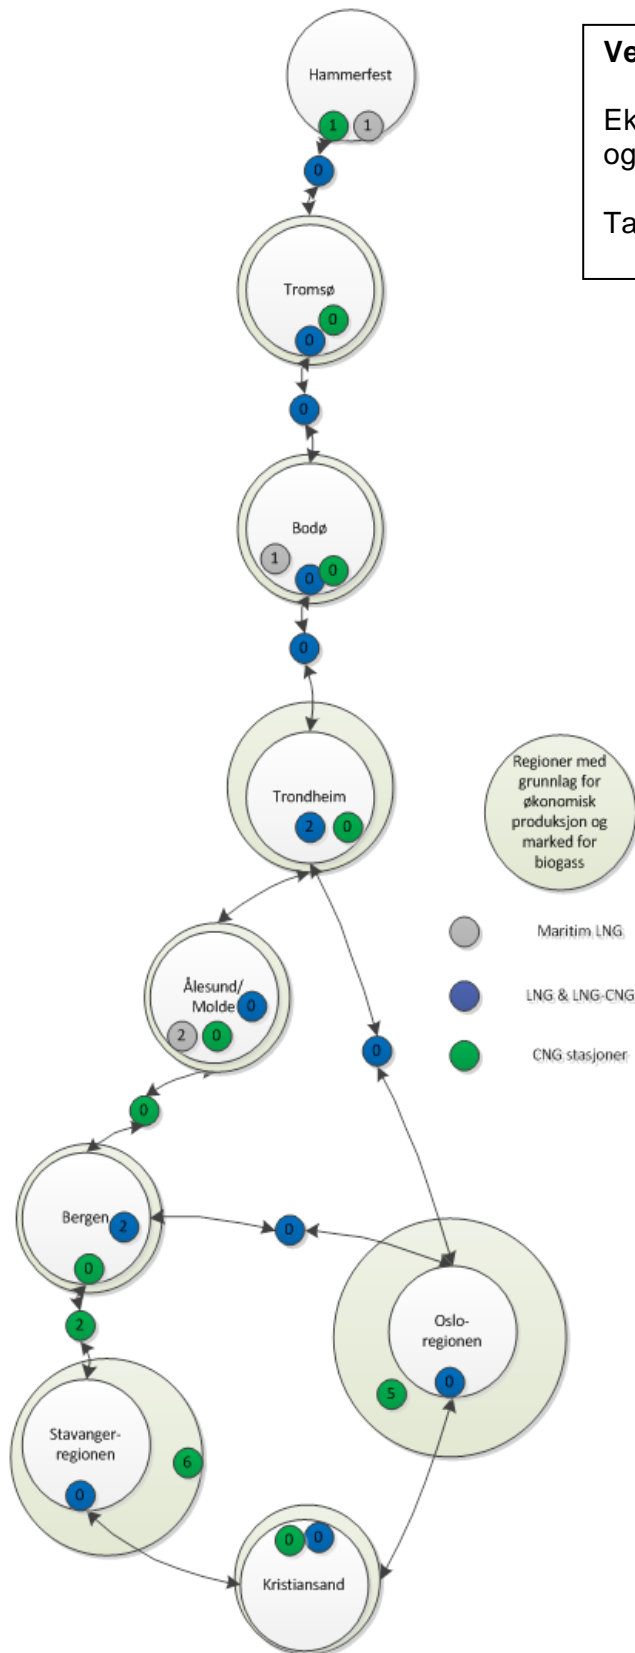 Hammerfest
1
1
0
Tromsø
0
0
0
Bodø
1
0
0
0
Trondheim
2
0
Ålesund/
Molde
0
2
0
0
0
Bergen
2
0
0
2
Oslo-
regionen
0
5
Stavanger-
regionen
6
0
0
0
Kristiansand
Regioner med
grunnlag for
økonomisk
produksjon og
marked for
biogass
Maritim LNG
LNG & LNG-CNG
CNG stasjoner
Ve
Ek
og
Ta